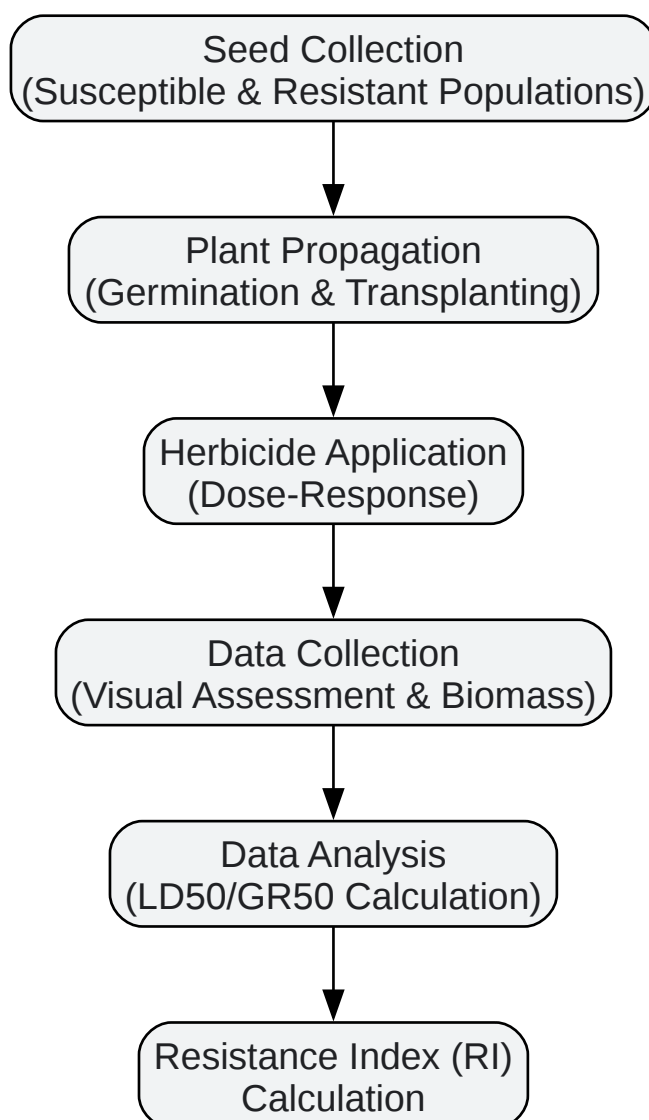 Seed Collection
(Susceptible & Resistant Populations)
Plant Propagation
(Germination & Transplanting)
Herbicide Application
(Dose-Response)
Data Collection
(Visual Assessment & Biomass)
Data Analysis
(LD50/GR50 Calculation)
Resistance Index (RI)
Calculation